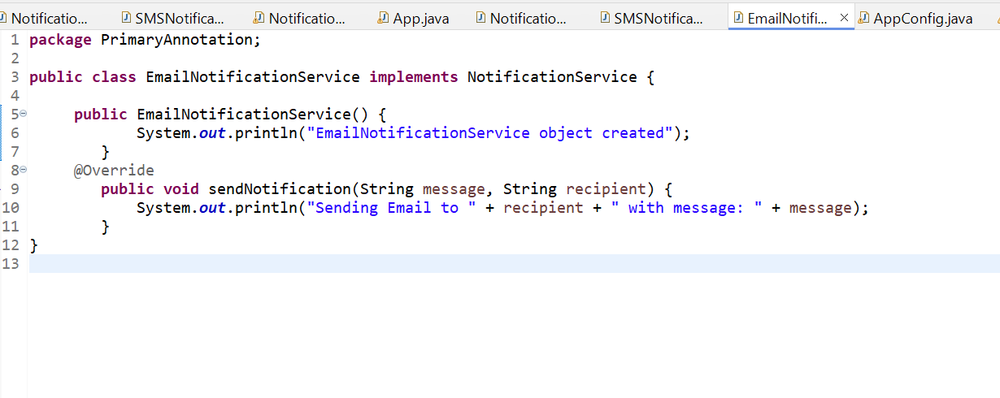 Notificatio... SMSNotifica... Notificatio... App.java Notificatio... SMSNotifica... EmailNotifi... AppConfig.java
1 package PrimaryAnnotation;
2
3 public class EmailNotificationService implements NotificationService {
4
5 public EmailNotificationService() {
6 System.out.println("EmailNotificationService object created");
7 }
8 @Override
9 public void sendNotification(String message, String recipient) {
10 System.out.println("Sending Email to " + recipient + " with message: " + message);
11 }
12 }
13